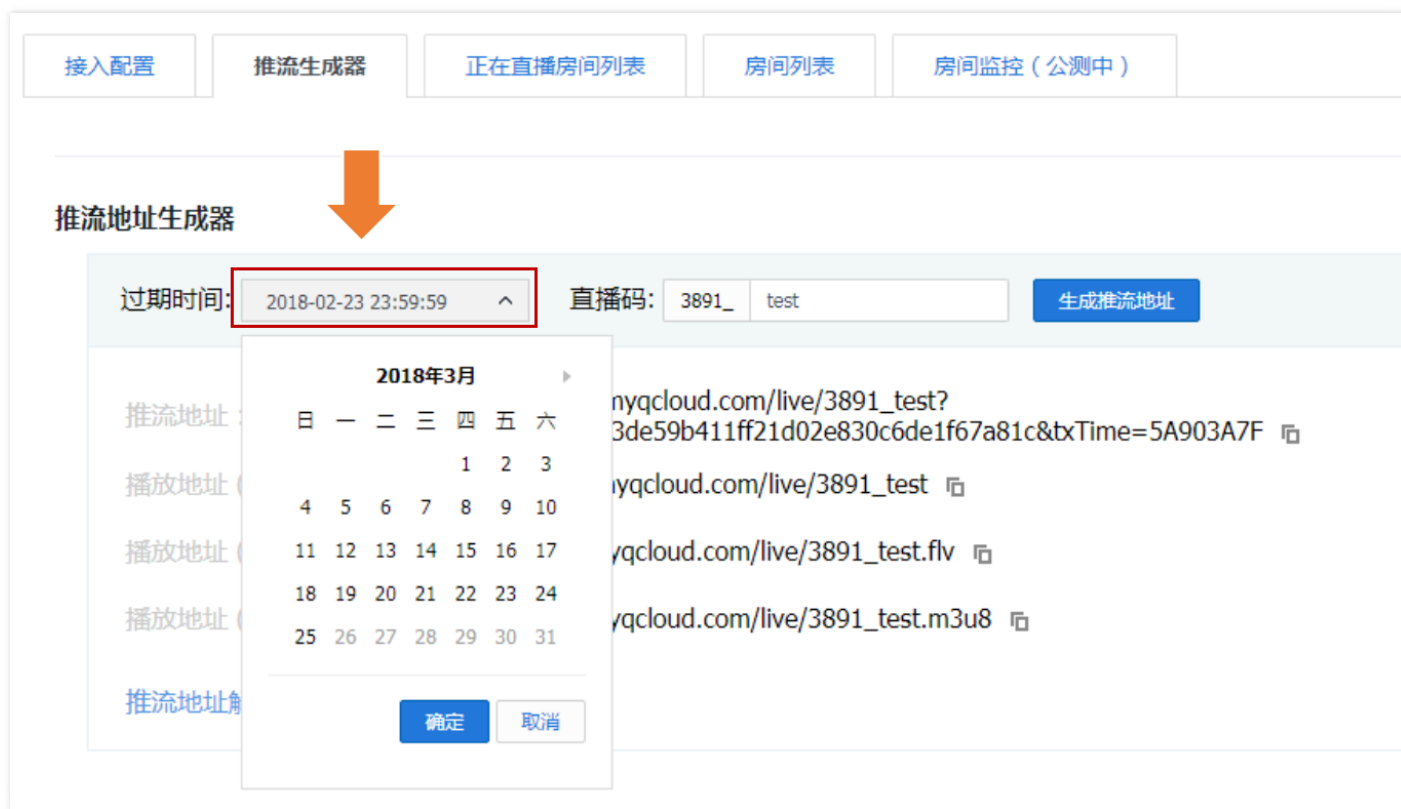 接入配置 推流生成器 正在直播房间列表 房间列表 房间监控（公测中）
推流地址生成器
过期时间: 2018-02-23 23:59:59 直播码: 3891_ test 生成推流地址
2018年3月
日 一 二 三 四 五 六
1 2 3
4 5 6 7 8 9 10
11 12 13 14 15 16 17
18 19 20 21 22 23 24
25 26 27 28 29 30 31
确定 取消
推流地址： myqcloud.com/live/3891_test?
3de59b411ff21d02e830c6de1f67a81c&txTime=5A903A7F
播放地址 ( yqcloud.com/live/3891_test
播放地址 ( yqcloud.com/live/3891_test.flv
播放地址 ( yqcloud.com/live/3891_test.m3u8
推流地址解